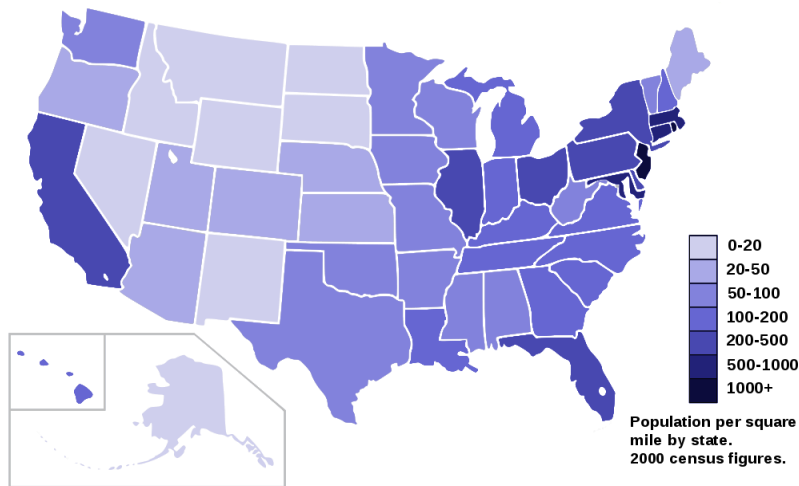 0-20
20-50
50-100
100-200
200-500
500-1000
1000+
Population per square
mile by state.
2000 census figures.